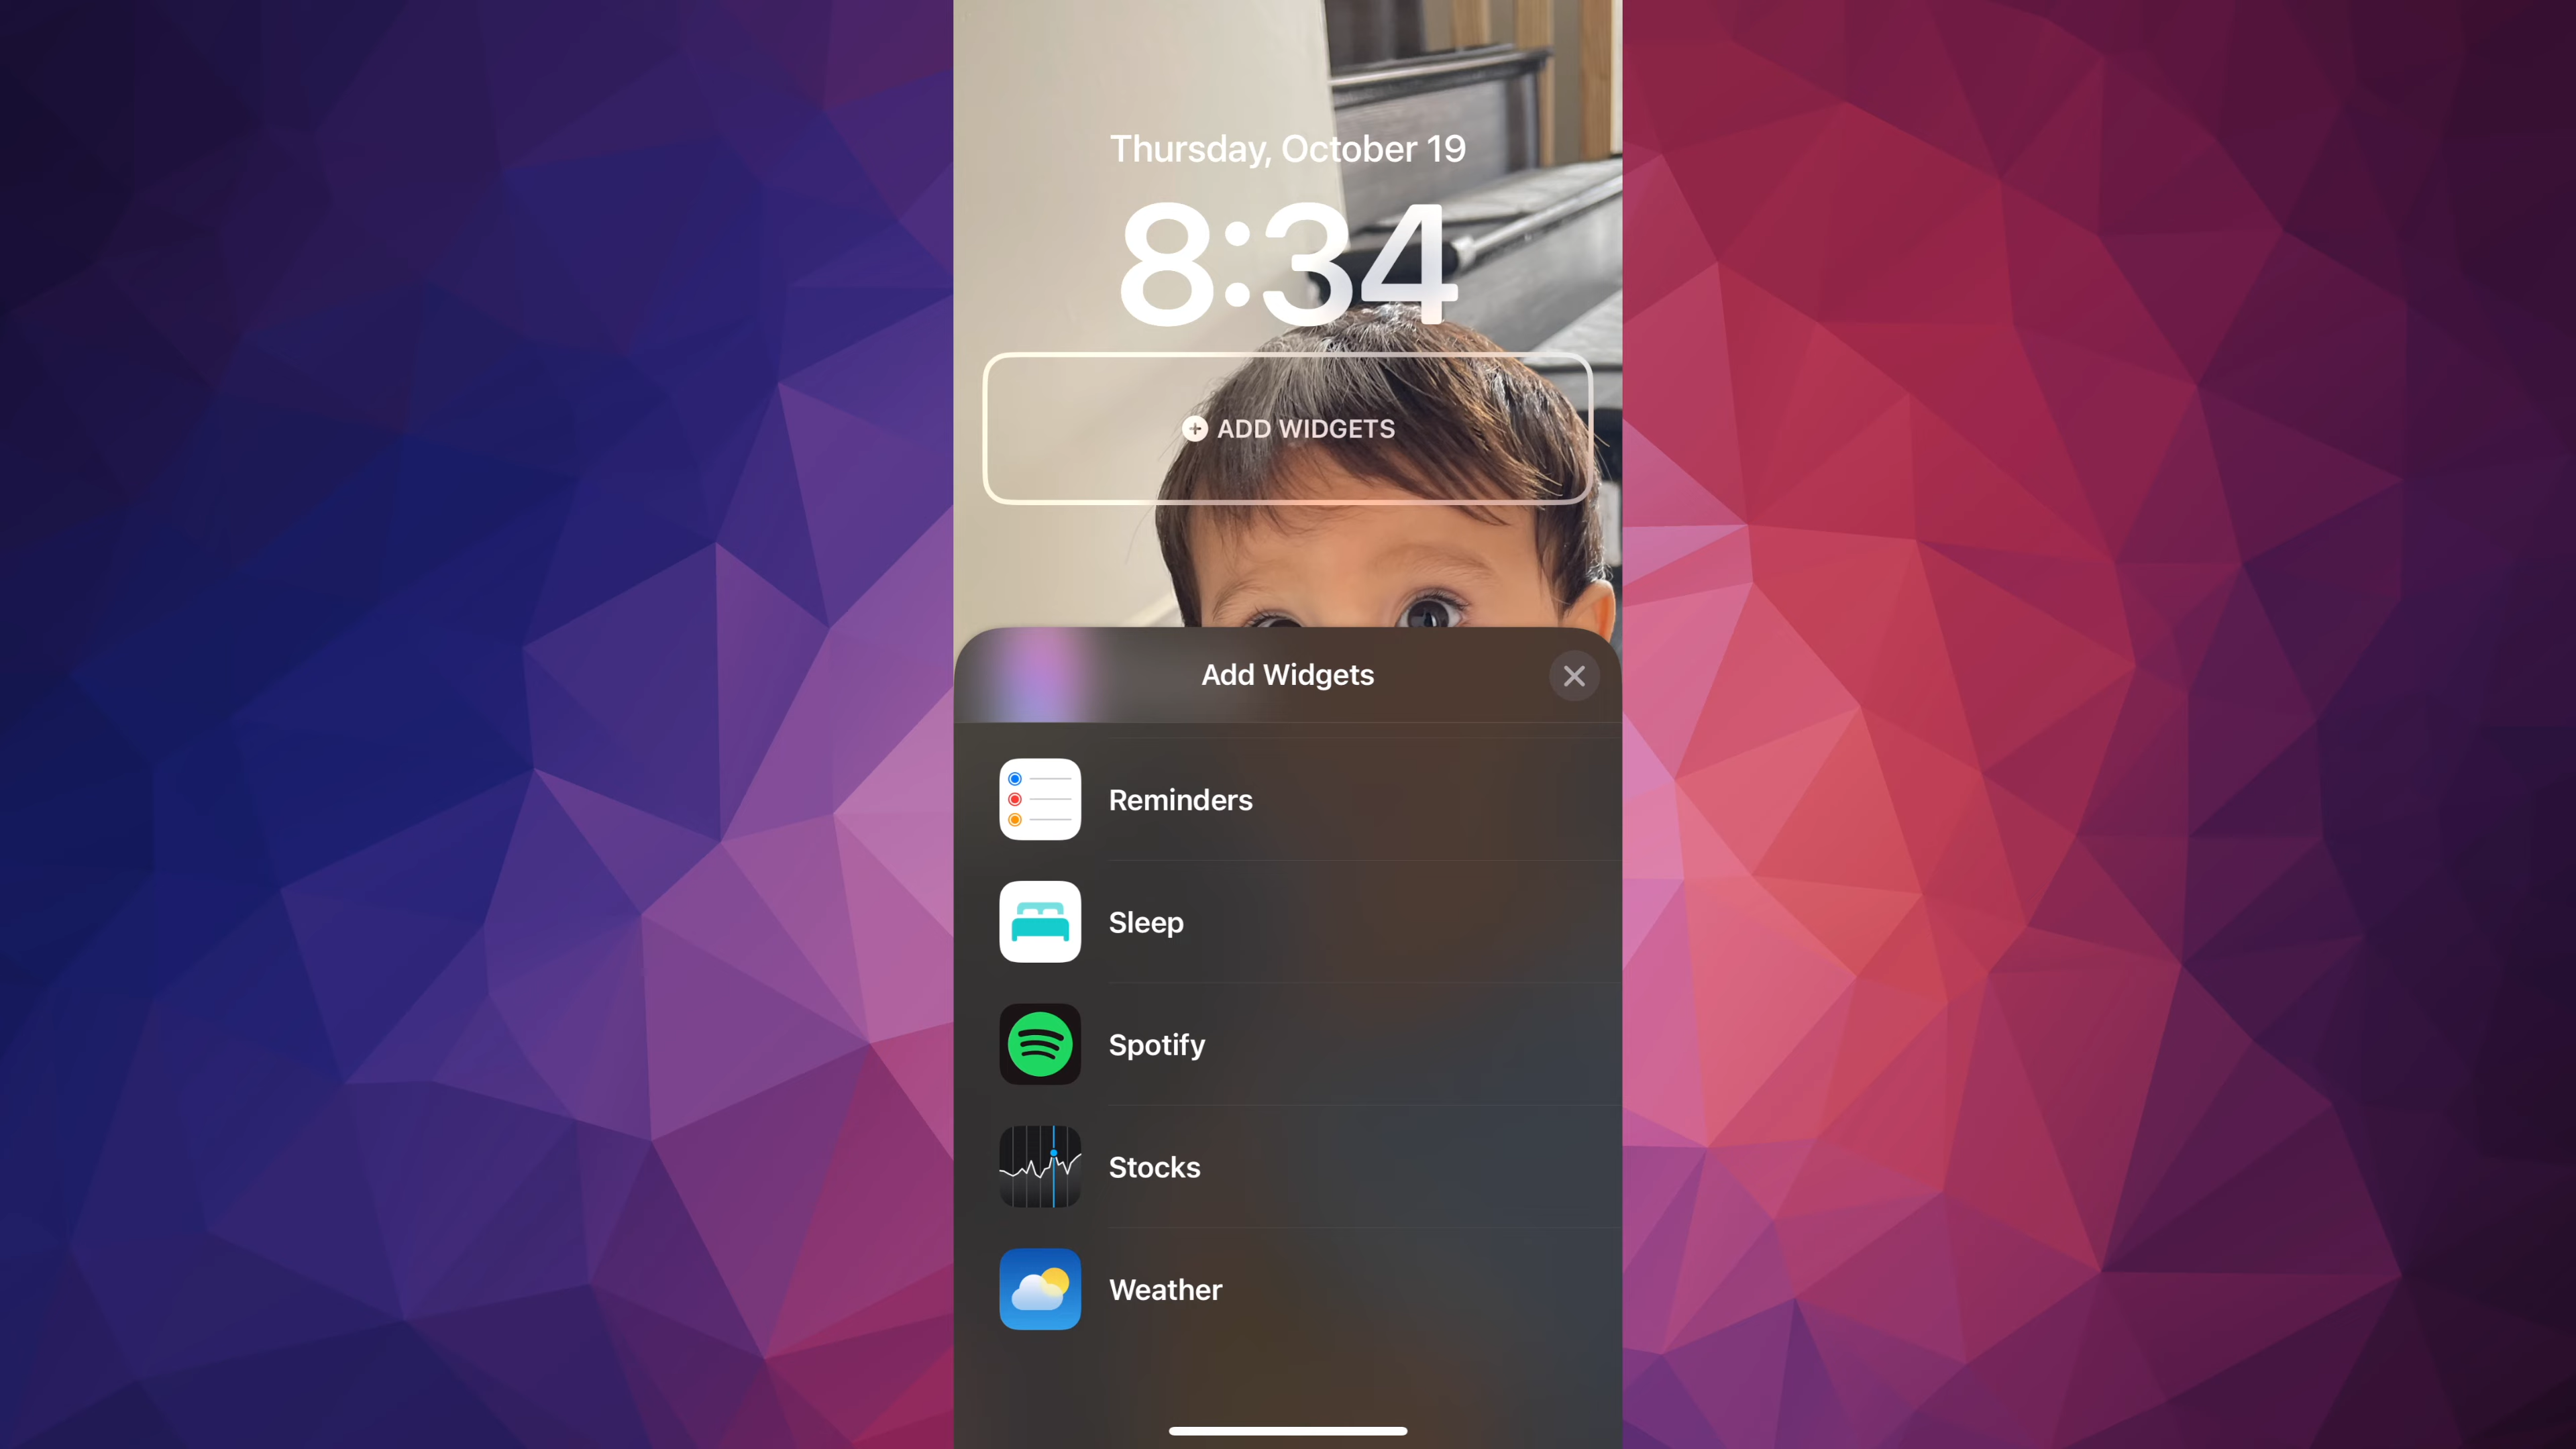 Thursday, October 19
8:34
ADD WIDGETS
Add Widgets
Reminders
Sleep
Spotify
Stocks
Weather